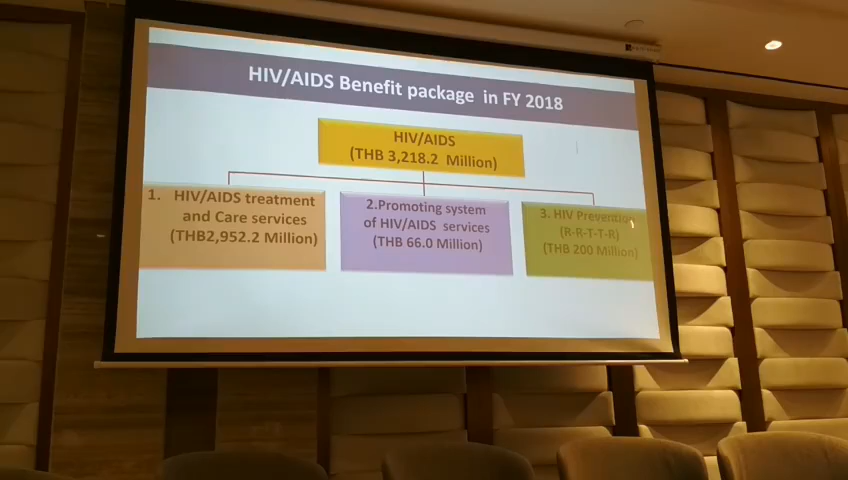 HIV/AIDS Benefit package in FY 2018
HIV/AIDS
(THB 3,218.2 Million)
1. HIV/AIDS treatment
and Care services
(THB2,952.2 Million)
2.Promoting system
of HIV/AIDS services
(THB 66.0 Million)
3. HIV Prevention
(R-R-T-T-R)
(THB 200 Million)